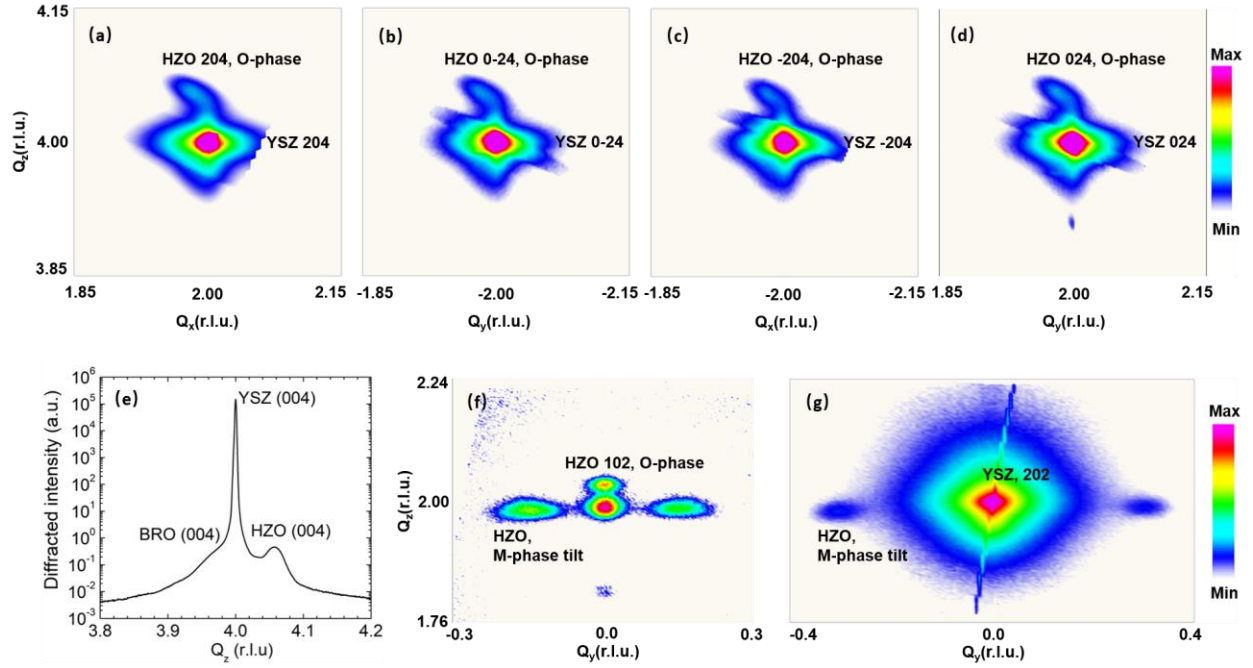 4.15
(a)
HZO 204, O-phase
(b)
HZO 0-24, O-phase
(c)
HZO -204, O-phase
(d)
HZO 024, O-phase
Max
Qz(r.l.u.)
4.00
YSZ 204
YSZ 0-24
YSZ -204
YSZ 024
Min
3.85
1.85
2.00
2.15
-1.85
-2.00
-2.15
-1.85
-2.00
-2.15
1.85
2.00
2.15
Qx(r.l.u.)
Qy(r.l.u.)
Qx(r.l.u.)
Qy(r.l.u.)
(e)
Diffracted intensity (a.u.)
10^6
10^5
10^4
10^3
10^2
10^1
10^0
10^-1
10^-2
10^-3
YSZ (004)
BRO (004)
HZO (004)
3.8
3.9
4.0
4.1
4.2
Qz (r.l.u)
2.24
(f)
HZO 102, O-phase
Qz(r.l.u.)
2.00
HZO,
M-phase tilt
1.76
-0.3
0.0
0.3
Qy(r.l.u.)
(g)
YSZ, 202
HZO,
M-phase tilt
-0.4
0.0
0.4
Qy(r.l.u.)
Max
Min